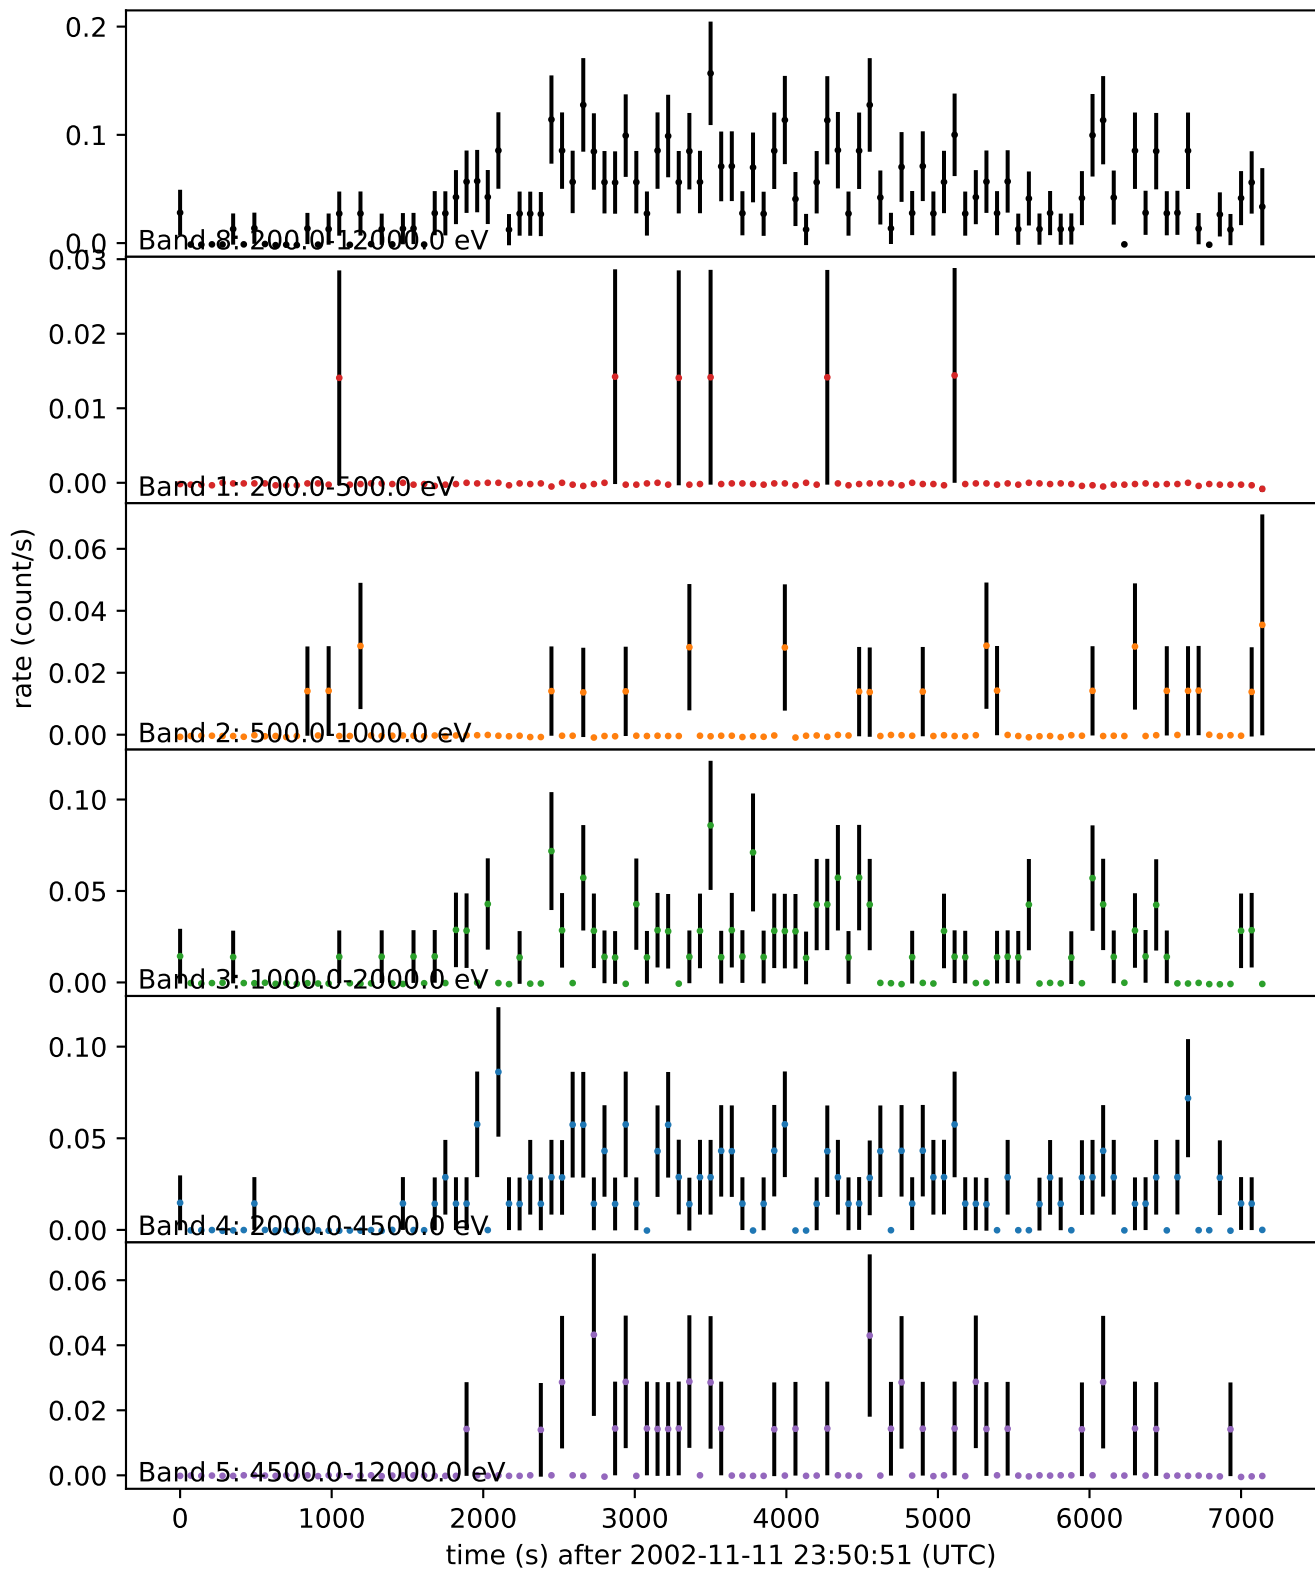 0.2
0.1
0.0
Band 8: 200.0-12000.0 eV
0.03
0.02
0.01
0.00
Band 1: 200.0-500.0 eV
0.06
0.04
0.02
0.00
Band 2: 500.0-1000.0 eV
rate (count/s)
0.10
0.05
0.00
Band 3: 1000.0-2000.0 eV
0.10
0.05
0.00
Band 4: 2000.0-4500.0 eV
0.06
0.04
0.02
0.00
Band 5: 4500.0-12000.0 eV
0 1000 2000 3000 4000 5000 6000 7000
time (s) after 2002-11-11 23:50:51 (UTC)